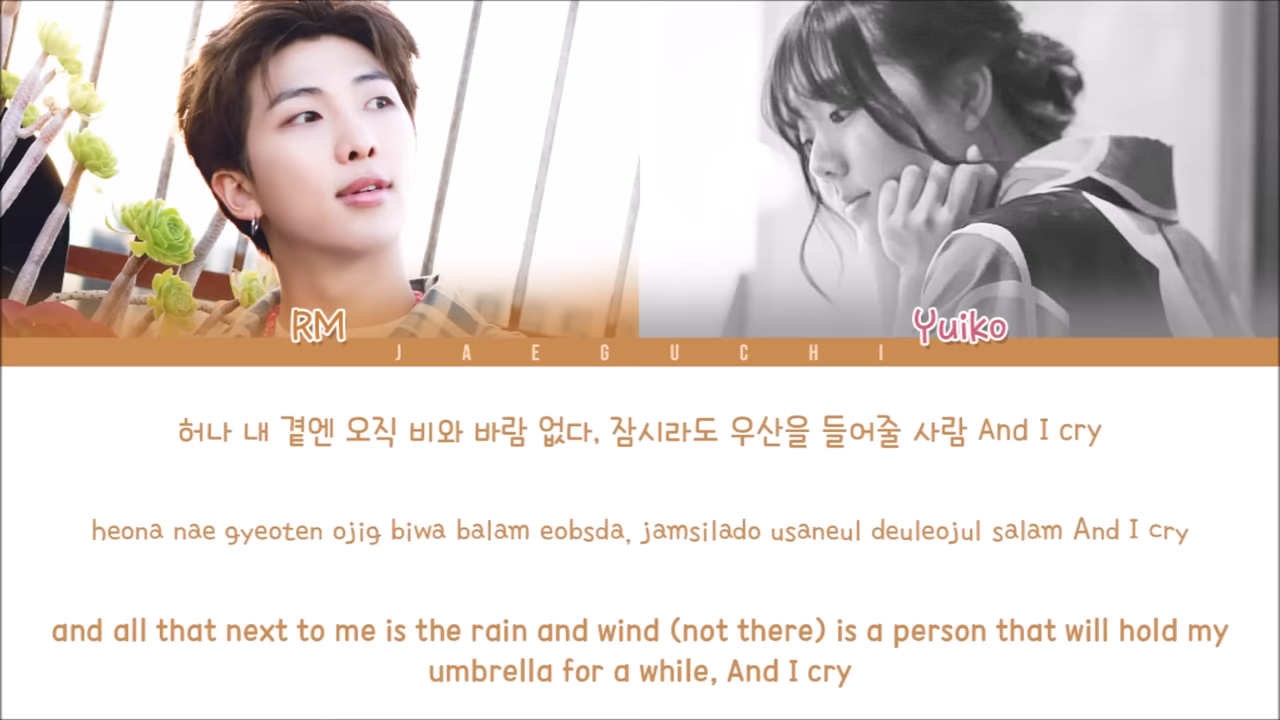 RM
Yuiko
J A E G U C H I
허나 내 곁엔 오직 비와 바람 없다, 잠시라도 우산을 들어줄 사람 And I cry
heona nae gyeoten ojig biwa balam eobsda, jamsilado usaneul deuleojul salam And I cry
and all that next to me is the rain and wind (not there) is a person that will hold my
umbrella for a while, And I cry